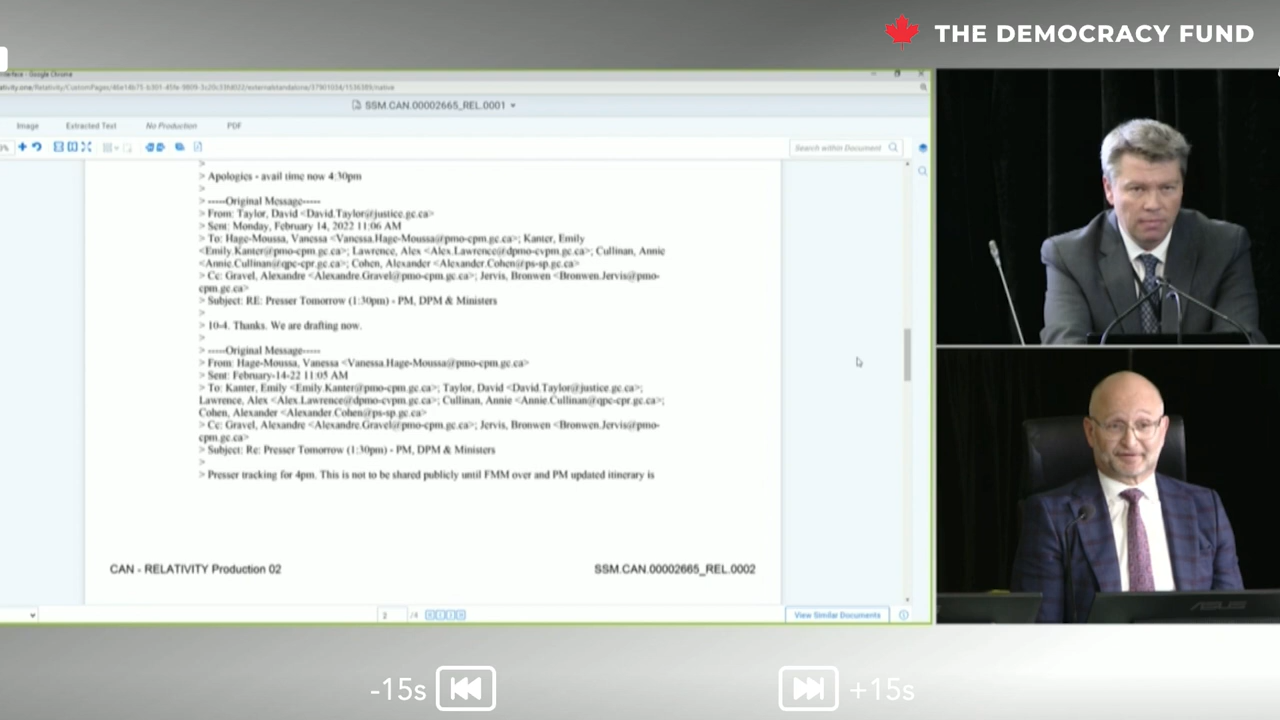 THE DEMOCRACY FUND
Google Chrome
SSM.CAN.00002665_REL.0001
Image Extracted Text No Production PDF
Search within Document
>
> Apologies - avail time now 4:30pm
>
> -----Original Message-----
> From: Taylor, David <David.Taylor@justice.gc.ca>
> Sent: Monday, February 14, 2022 11:06 AM
> To: Hage-Moussa, Vanessa <Vanessa.Hage-Moussa@pmo-cpm.gc.ca>; Kanter, Emily
<Emily.Kanter@pmo-cpm.gc.ca>; Lawrence, Alex <Alex.Lawrence@dpmo-cvpm.gc.ca>; Cullinan, Annie
<Annie.Cullinan@qpc-cpr.gc.ca>; Cohen, Alexander <Alexander.Cohen@ps-sp.gc.ca>
> Cc: Gravel, Alexandre <Alexandre.Gravel@pmo-cpm.gc.ca>; Jervis, Bronwen <Bronwen.Jervis@pmo-
cpm.gc.ca>
> Subject: RE: Presser Tomorrow (1:30pm) - PM, DPM & Ministers
>
> 10-4. Thanks. We are drafting now.
>
> -----Original Message-----
> From: Hage-Moussa, Vanessa <Vanessa.Hage-Moussa@pmo-cpm.gc.ca>
> Sent: February-14-22 11:05 AM
> To: Kanter, Emily <Emily.Kanter@pmo-cpm.gc.ca>; Taylor, David <David.Taylor@justice.gc.ca>;
Lawrence, Alex <Alex.Lawrence@dpmo-cvpm.gc.ca>; Cullinan, Annie <Annie.Cullinan@qpc-cpr.gc.ca>;
Cohen, Alexander <Alexander.Cohen@ps-sp.gc.ca>
> Cc: Gravel, Alexandre <Alexandre.Gravel@pmo-cpm.gc.ca>; Jervis, Bronwen <Bronwen.Jervis@pmo-
cpm.gc.ca>
> Subject: Re: Presser Tomorrow (1:30pm) - PM, DPM & Ministers
>
> Presser tracking for 4pm. This is not to be shared publicly until FMM over and PM updated itinerary is
CAN - RELATIVITY Production 02 SSM.CAN.00002665_REL.0002
2 /4 View Similar Documents
ASUS
-15s +15s